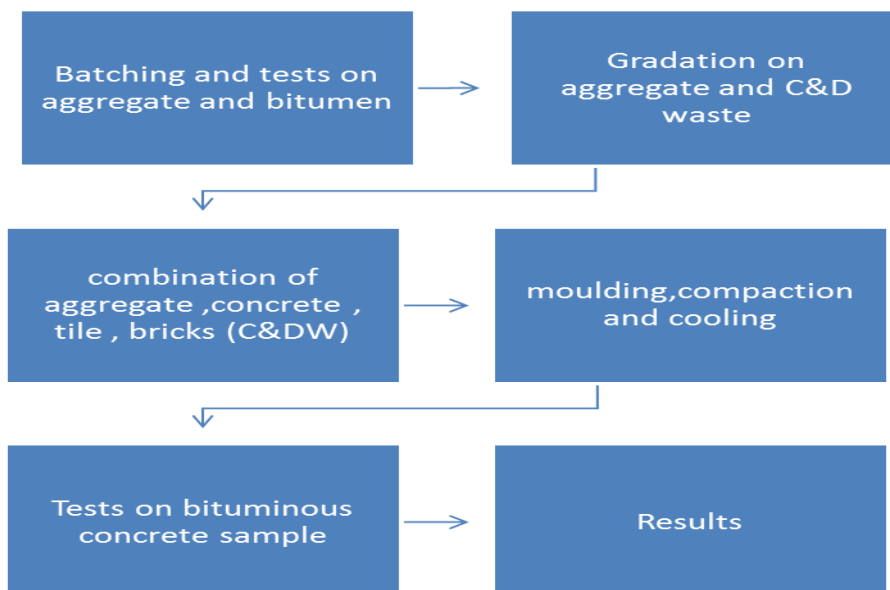 Batching and tests on
aggregate and bitumen
Gradation on
aggregate and C&D
waste
combination of
aggregate ,concrete ,
tile , bricks (C&DW)
moulding,compaction
and cooling
Tests on bituminous
concrete sample
Results